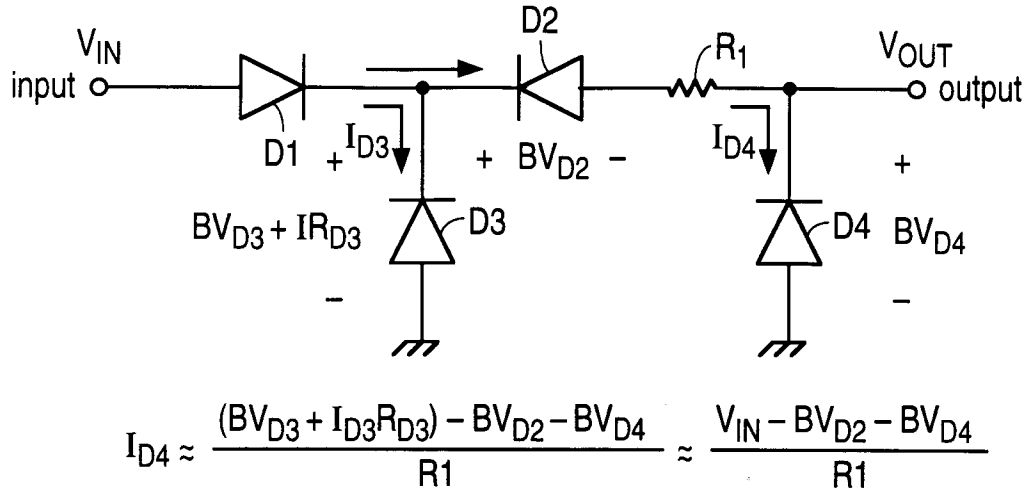 V_IN
input
D1
I_D3
D2
+ BV_D2 −
R_1
V_OUT
output
I_D4
+
BV_D3 + IR_D3
−
D3
D4
+
BV_D4
−
I_D4 ≈ (BV_D3 + I_D3R_D3) − BV_D2 − BV_D4 / R1 ≈ V_IN − BV_D2 − BV_D4 / R1